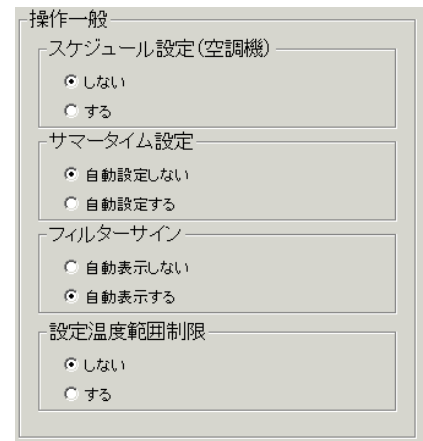 操作一般
スケジュール設定(空調機)
しない
する
サマータイム設定
自動設定しない
自動設定する
フィルターサイン
自動表示しない
自動表示する
設定温度範囲制限
しない
する